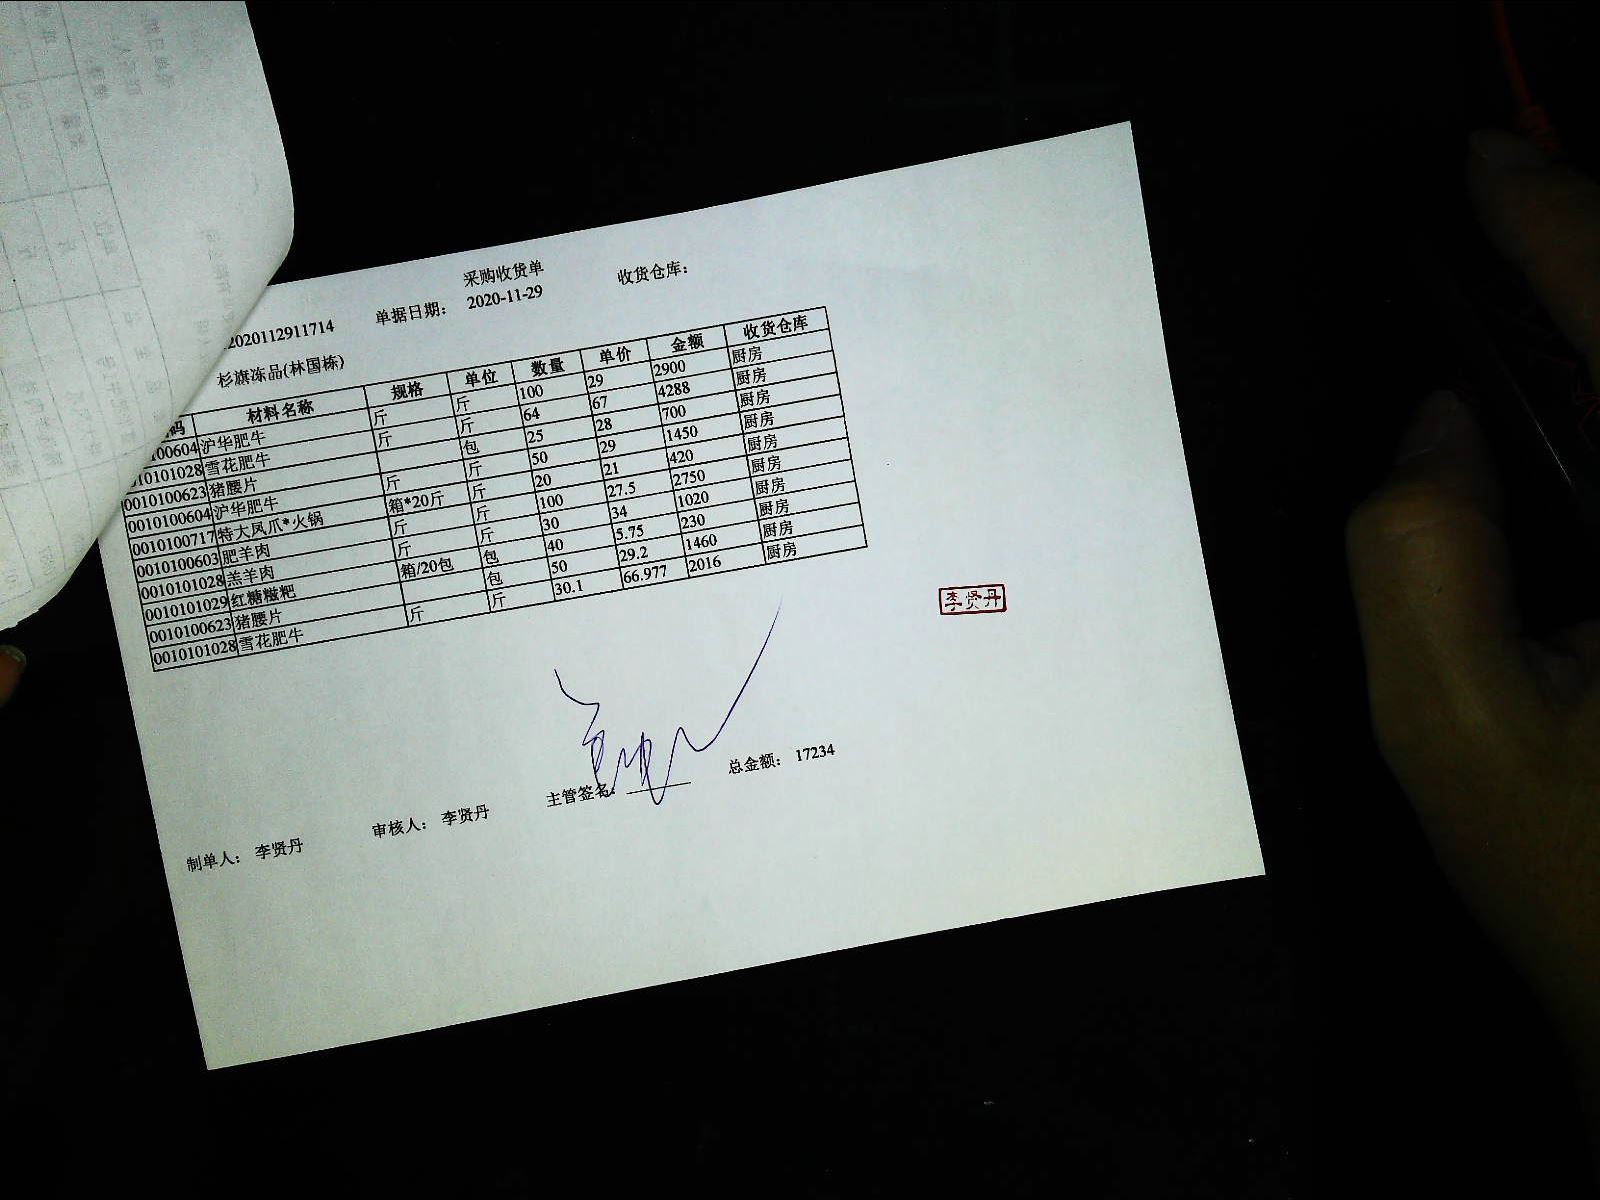 采购收货单
2020112911714 单据日期： 2020-11-29 收货仓库：
杉旗冻品(林国栋)
码 材料名称 规格 单位 数量 单价 金额 收货仓库
100604 沪华肥牛 斤 斤 100 29 2900 厨房
010101028 雪花肥牛 斤 斤 64 67 4288 厨房
0010100623 猪腰片 包 25 28 700 厨房
0010100604 沪华肥牛 斤 斤 50 29 1450 厨房
0010100717 特大凤爪*火锅 箱*20斤 斤 20 21 420 厨房
0010100603 肥羊肉 斤 斤 100 27.5 2750 厨房
0010101028 羔羊肉 斤 斤 30 34 1020 厨房
0010101029 红糖糍粑 箱/20包 包 40 5.75 230 厨房
0010100623 猪腰片 包 50 29.2 1460 厨房
0010101028 雪花肥牛 斤 斤 30.1 66.977 2016 厨房
李贤丹
制单人： 李贤丹 审核人： 李贤丹 主管签名: 总金额： 17234